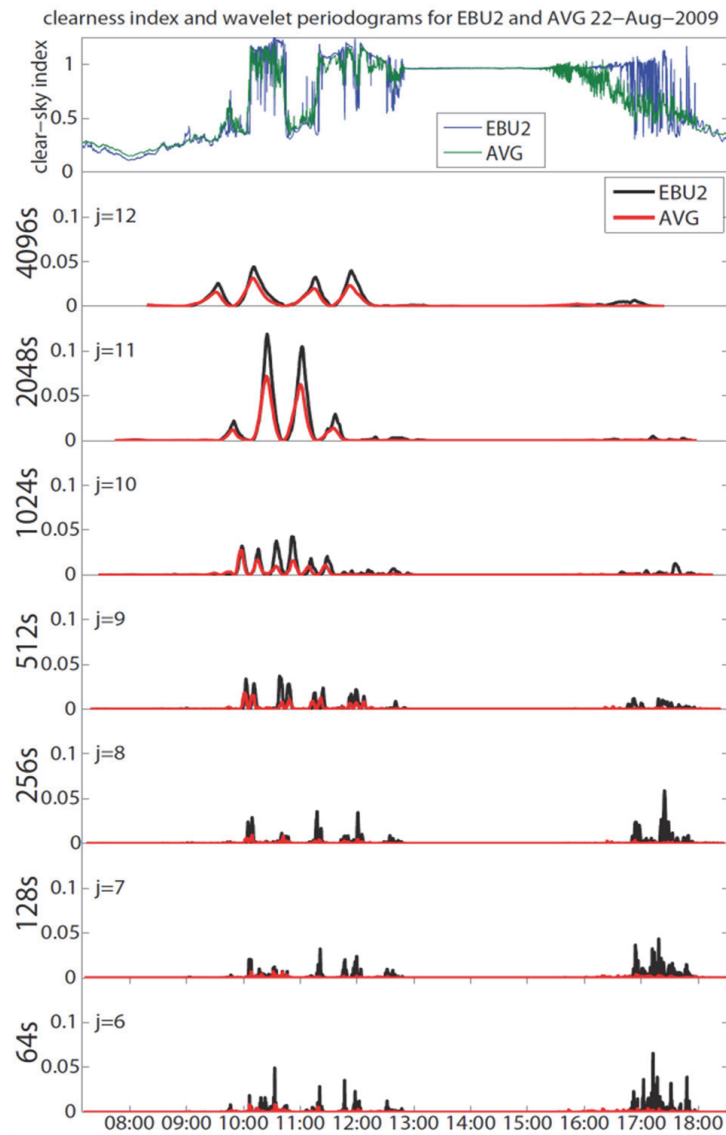 clearness index and wavelet periodograms for EBU2 and AVG 22−Aug−2009
clear−sky index
1
0.5
0
EBU2
AVG
EBU2
AVG
4096s
0.1
0.05
0
j=12
2048s
0.1
0.05
0
j=11
1024s
0.1
0.05
0
j=10
512s
0.1
0.05
0
j=9
256s
0.1
0.05
0
j=8
128s
0.1
0.05
0
j=7
64s
0.1
0.05
0
j=6
08:00 09:00 10:00 11:00 12:00 13:00 14:00 15:00 16:00 17:00 18:00